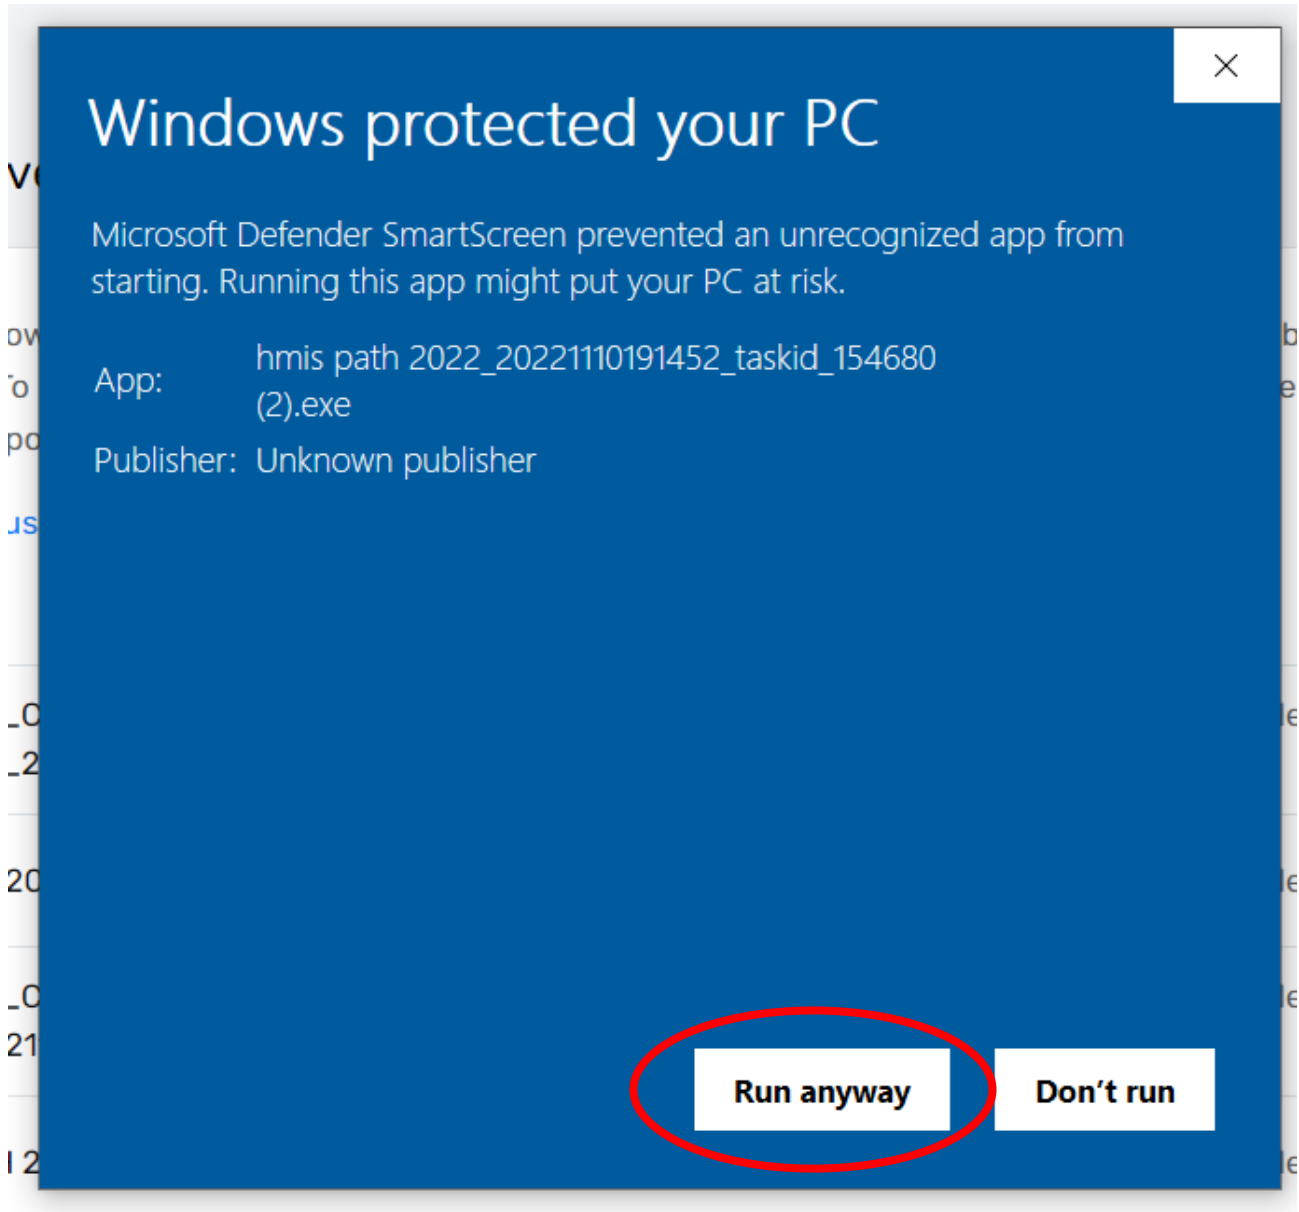 Windows protected your PC
Microsoft Defender SmartScreen prevented an unrecognized app from
starting. Running this app might put your PC at risk.
App: hmis path 2022_20221110191452_taskid_154680
(2).exe
Publisher: Unknown publisher
Run anyway
Don't run